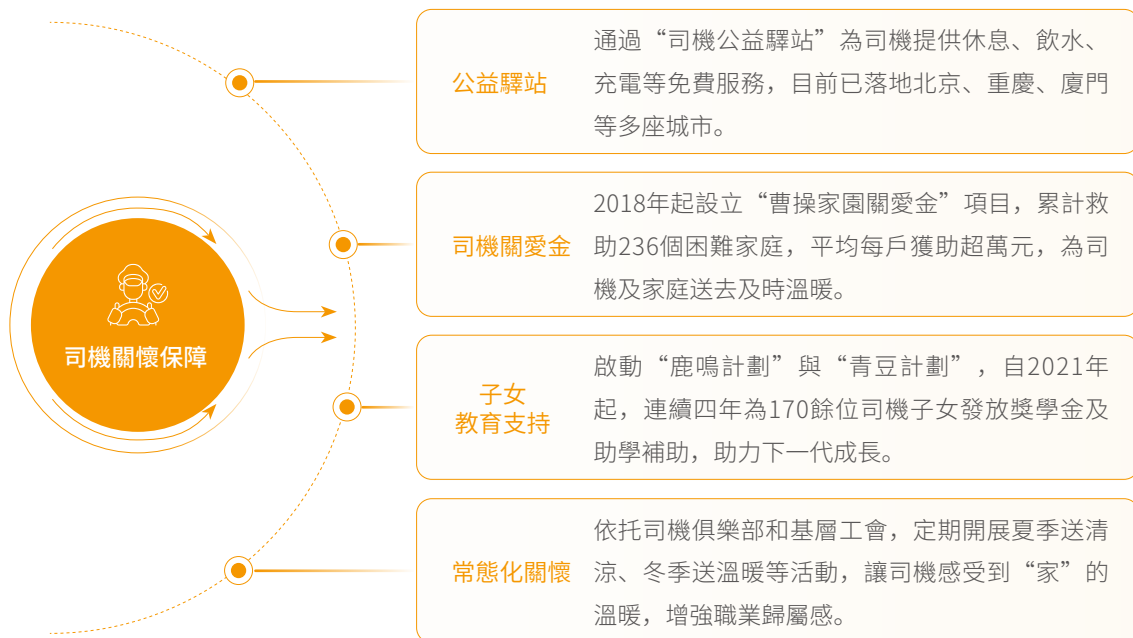 司機關懷保障
公益驛站
通過“司機公益驛站”為司機提供休息、飲水、
充電等免費服務，目前已落地北京、重慶、廈門
等多座城市。
司機關愛金
2018年起設立“曹操家園關愛金”項目，累計救
助236個困難家庭，平均每戶獲助超萬元，為司
機及家庭送去及時溫暖。
子女
教育支持
啟動“鹿鳴計劃”與“青豆計劃”，自2021年
起，連續四年為170餘位司機子女發放獎學金及
助學補助，助力下一代成長。
常態化關懷
依托司機俱樂部和基層工會，定期開展夏季送清
涼、冬季送溫暖等活動，讓司機感受到“家”的
溫暖，增強職業歸屬感。